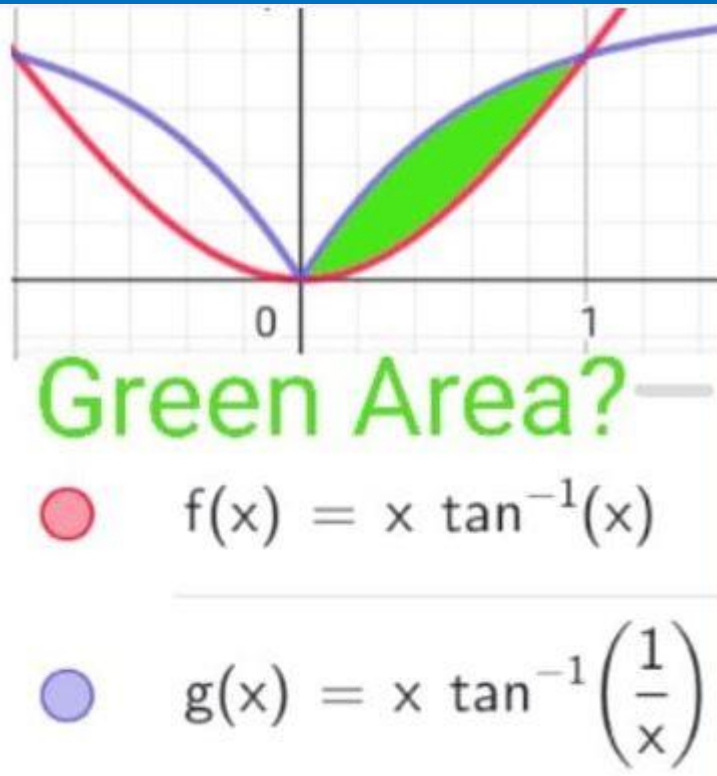 0 1
Green Area?
f(x) = x tan⁻¹(x)
g(x) = x tan⁻¹(1/x)